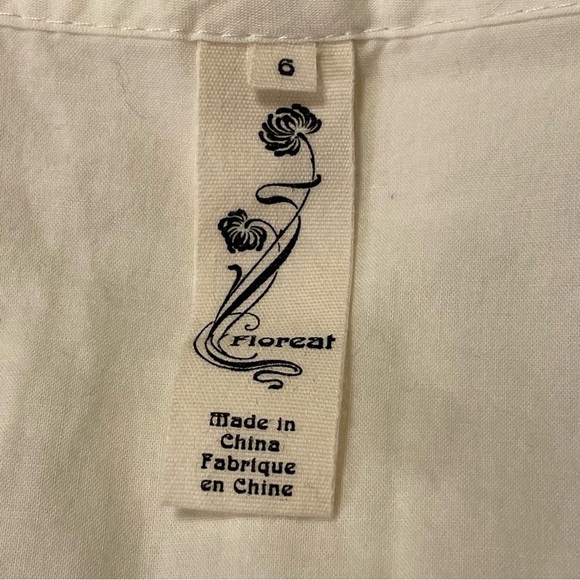 6
Floreat
Made in
China
Fabrique
en Chine